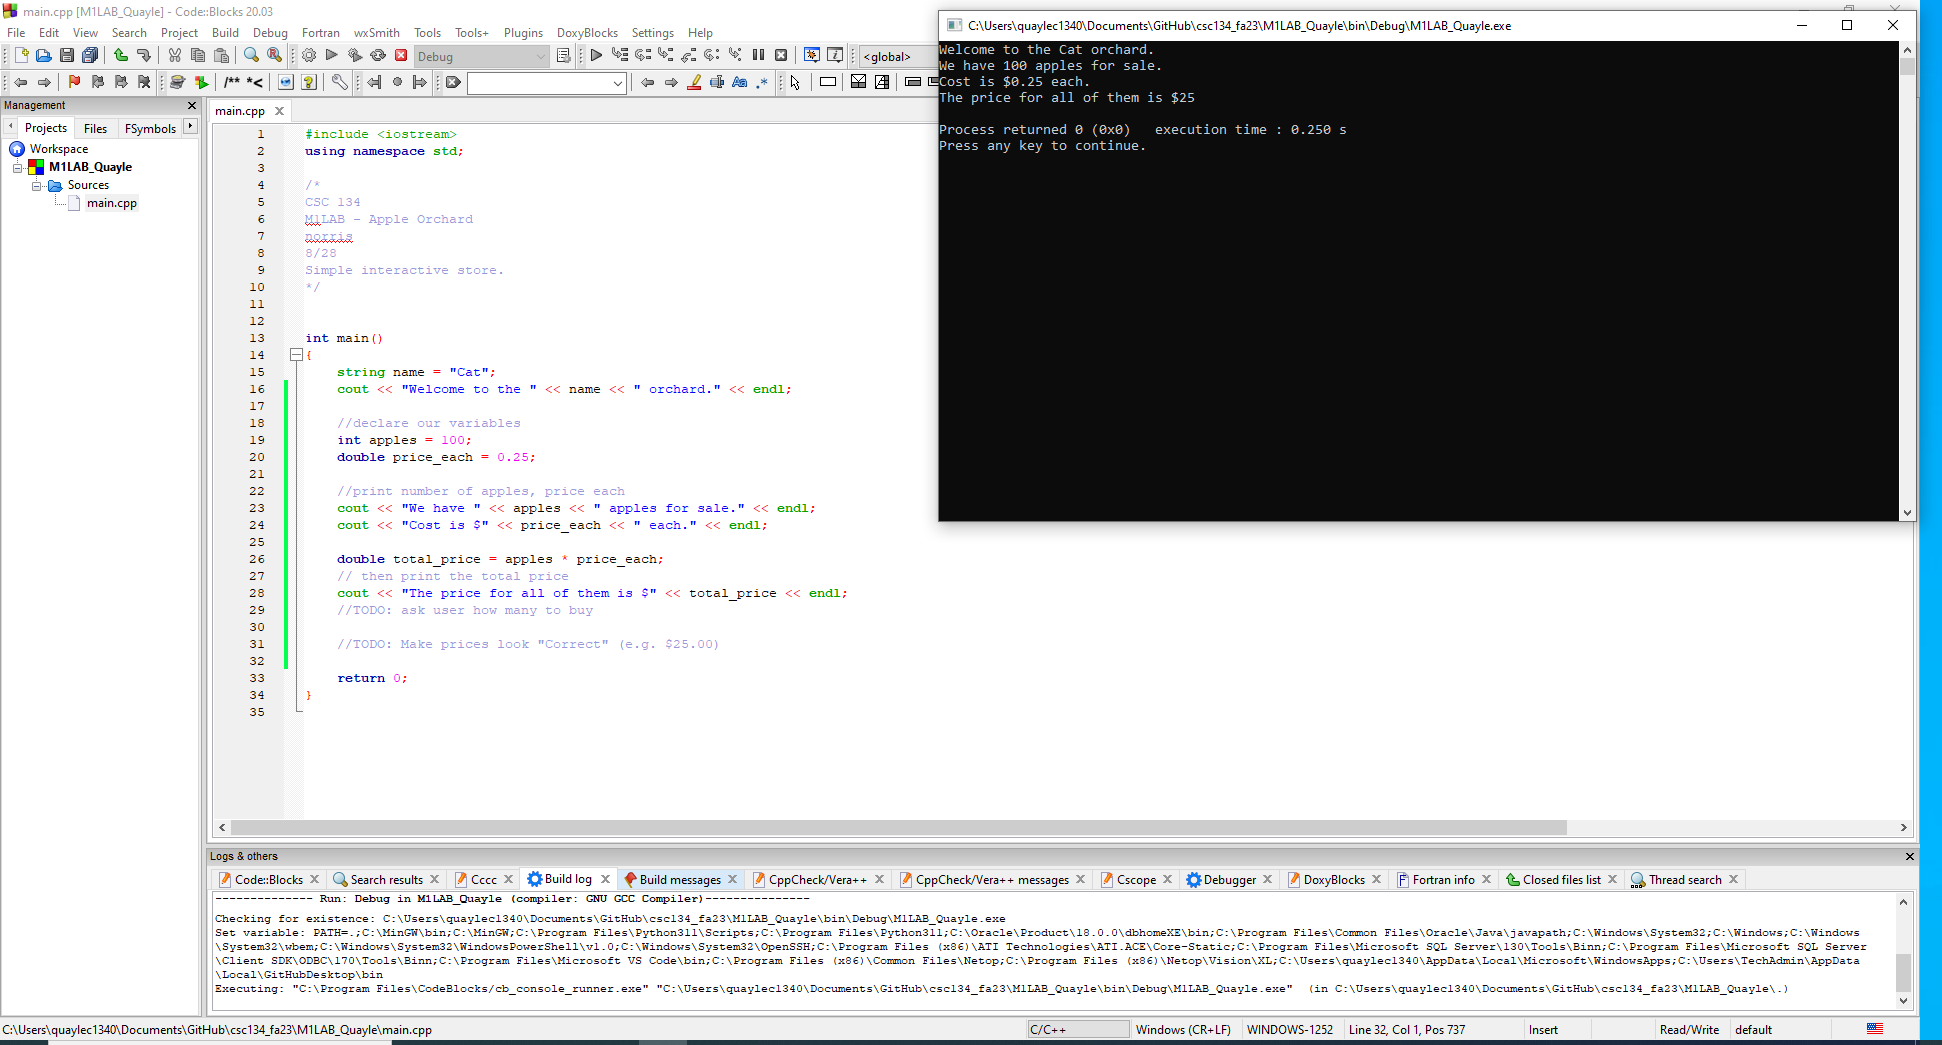 main.cpp [M1LAB_Quayle] - Code::Blocks 20.03
File Edit View Search Project Build Debug Fortran wxSmith Tools Tools+ Plugins DoxyBlocks Settings Help
Debug
<global>
/** *<
Management
Projects Files FSymbols
Workspace
M1LAB_Quayle
Sources
main.cpp
main.cpp
1 #include <iostream>
2 using namespace std;
3
4 /*
5 CSC 134
6 M1LAB - Apple Orchard
7 norris
8 8/28
9 Simple interactive store.
10 */
11
12
13 int main()
14 {
15 string name = "Cat";
16 cout << "Welcome to the " << name << " orchard." << endl;
17
18 //declare our variables
19 int apples = 100;
20 double price_each = 0.25;
21
22 //print number of apples, price each
23 cout << "We have " << apples << " apples for sale." << endl;
24 cout << "Cost is $" << price_each << " each." << endl;
25
26 double total_price = apples * price_each;
27 // then print the total price
28 cout << "The price for all of them is $" << total_price << endl;
29 //TODO: ask user how many to buy
30
31 //TODO: Make prices look "Correct" (e.g. $25.00)
32
33 return 0;
34 }
35
C:\Users\quaylec1340\Documents\GitHub\csc134_fa23\M1LAB_Quayle\bin\Debug\M1LAB_Quayle.exe
Welcome to the Cat orchard.
We have 100 apples for sale.
Cost is $0.25 each.
The price for all of them is $25
Process returned 0 (0x0) execution time : 0.250 s
Press any key to continue.
Logs & others
Code::Blocks Search results Cccc Build log Build messages CppCheck/Vera++ CppCheck/Vera++ messages Cscope Debugger DoxyBlocks Fortran info Closed files list Thread search
-------------- Run: Debug in M1LAB_Quayle (compiler: GNU GCC Compiler)---------------
Checking for existence: C:\Users\quaylec1340\Documents\GitHub\csc134_fa23\M1LAB_Quayle\bin\Debug\M1LAB_Quayle.exe
Set variable: PATH=.;C:\MinGW\bin;C:\MinGW;C:\Program Files\Python311\Scripts;C:\Program Files\Python311;C:\Oracle\Product\18.0.0\dbhomeXE\bin;C:\Program Files\Common Files\Oracle\Java\javapath;C:\Windows\System32;C:\Windows;C:\Windows
\System32\wbem;C:\Windows\System32\WindowsPowerShell\v1.0;C:\Windows\System32\OpenSSH;C:\Program Files (x86)\ATI Technologies\ATI.ACE\Core-Static;C:\Program Files\Microsoft SQL Server\130\Tools\Binn;C:\Program Files\Microsoft SQL Server
\Client SDK\ODBC\170\Tools\Binn;C:\Program Files\Microsoft VS Code\bin;C:\Program Files (x86)\Common Files\Netop;C:\Program Files (x86)\Netop\Vision\XL;C:\Users\quaylec1340\AppData\Local\Microsoft\WindowsApps;C:\Users\TechAdmin\AppData
\Local\GitHubDesktop\bin
Executing: "C:\Program Files\CodeBlocks/cb_console_runner.exe" "C:\Users\quaylec1340\Documents\GitHub\csc134_fa23\M1LAB_Quayle\bin\Debug\M1LAB_Quayle.exe" (in C:\Users\quaylec1340\Documents\GitHub\csc134_fa23\M1LAB_Quayle\.)
C:\Users\quaylec1340\Documents\GitHub\csc134_fa23\M1LAB_Quayle\main.cpp C/C++ Windows (CR+LF) WINDOWS-1252 Line 32, Col 1, Pos 737 Insert Read/Write default